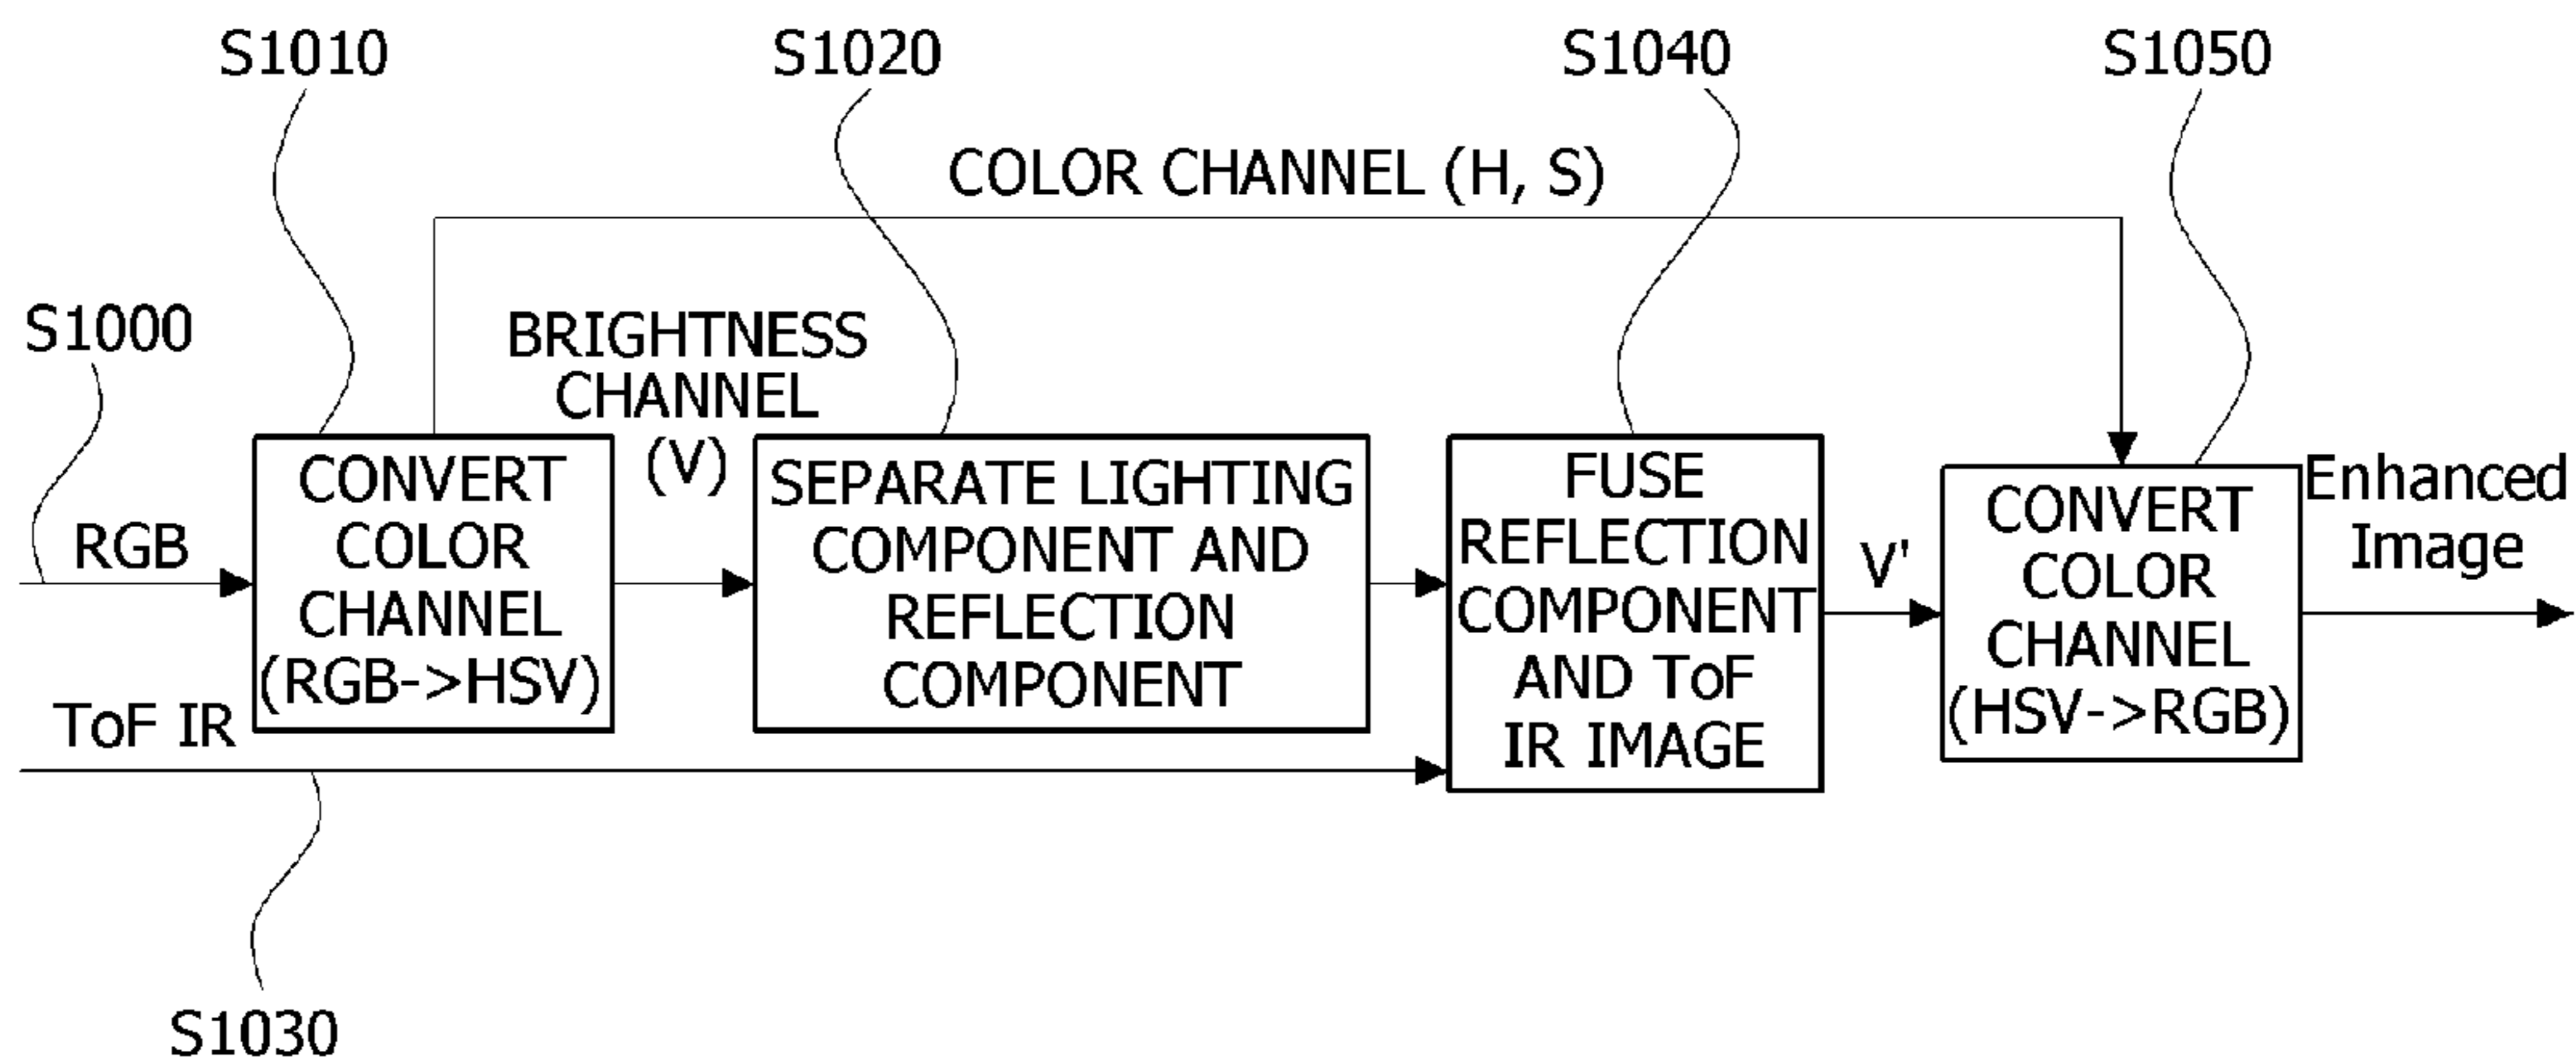 S1010
S1020
S1040
S1050
COLOR CHANNEL (H, S)
S1000
BRIGHTNESS
CHANNEL
(V)
RGB
CONVERT
COLOR
CHANNEL
(RGB->HSV)
SEPARATE LIGHTING
COMPONENT AND
REFLECTION
COMPONENT
FUSE
REFLECTION
COMPONENT
AND ToF
IR IMAGE
V'
CONVERT
COLOR
CHANNEL
(HSV->RGB)
Enhanced
Image
ToF IR
S1030